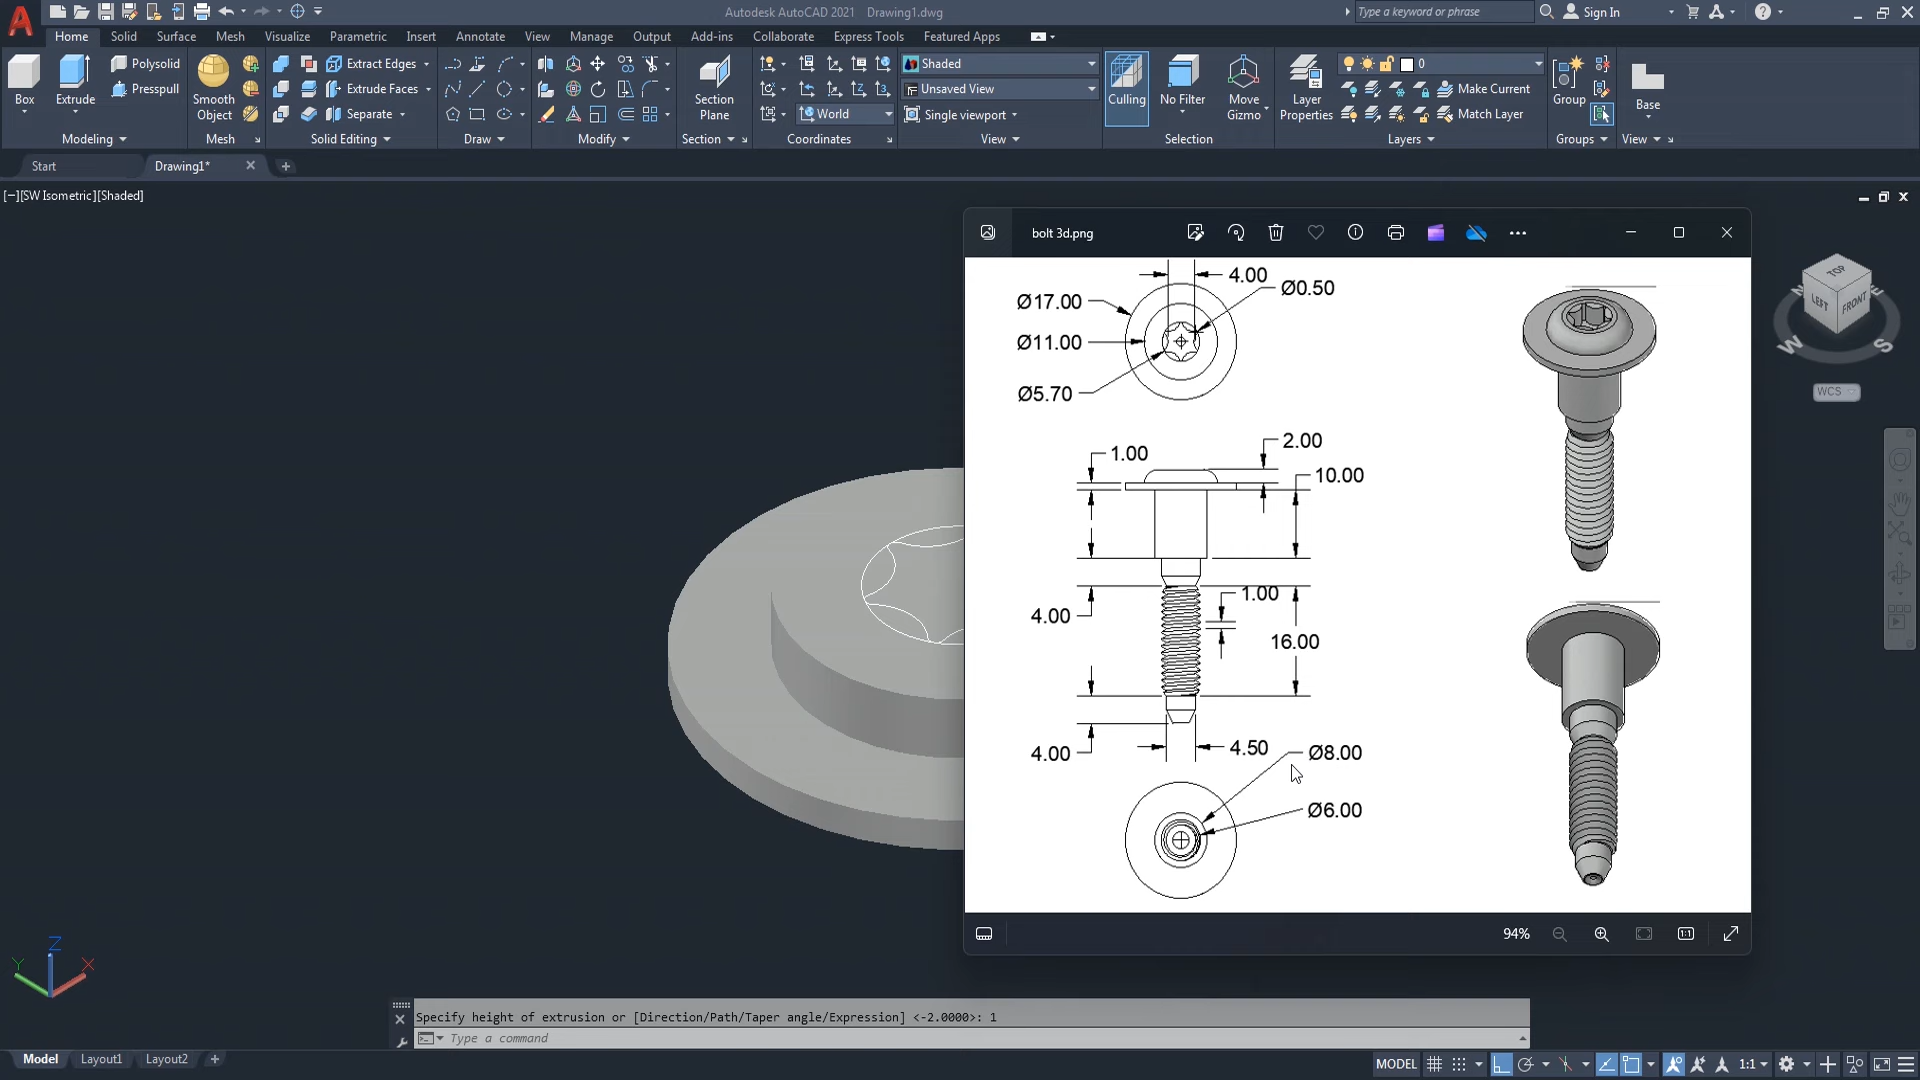 Autodesk AutoCAD 2021 Drawing1.dwg
Type a keyword or phrase
Sign In
Home Solid Surface Mesh Visualize Parametric Insert Annotate View Manage Output Add-ins Collaborate Express Tools Featured Apps
Box
Extrude
Polysolid
Presspull
Modeling
Smooth Object
Mesh
Extract Edges
Extrude Faces
Separate
Solid Editing
Draw
Modify
Section Plane
Section
World
Coordinates
Shaded
Unsaved View
Single viewport
View
Culling
No Filter
Move Gizmo
Selection
Layer Properties
0
Make Current
Match Layer
Layers
Group
Groups
Base
View
Start
Drawing1*
[−][SW Isometric][Shaded]
bolt 3d.png
4.00
Ø0.50
Ø17.00
Ø11.00
Ø5.70
2.00
1.00
10.00
1.00
4.00
16.00
4.50
4.00
Ø8.00
Ø6.00
94%
1:1
TOP
LEFT
FRONT
N
E
W
S
WCS
Z
Y
X
Specify height of extrusion or [Direction/Path/Taper angle/Expression] <-2.0000>: 1
Type a command
Model Layout1 Layout2
MODEL
1:1